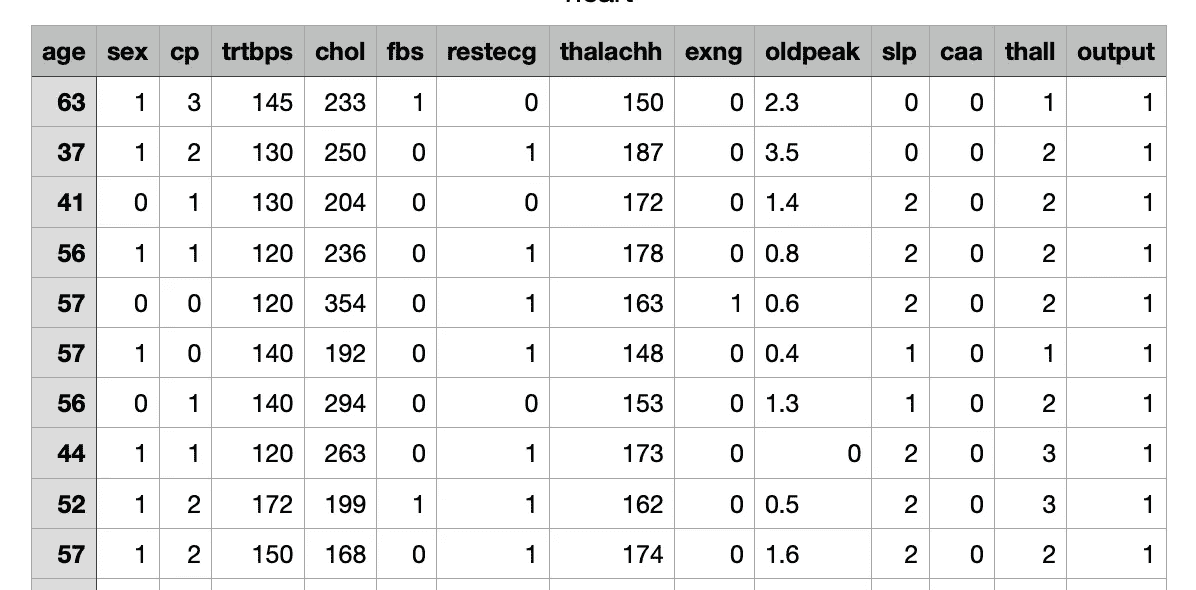 heart
age sex cp trtbps chol fbs restecg thalachh exng oldpeak slp caa thall output
63 1 3 145 233 1 0 150 0 2.3 0 0 1 1
37 1 2 130 250 0 1 187 0 3.5 0 0 2 1
41 0 1 130 204 0 0 172 0 1.4 2 0 2 1
56 1 1 120 236 0 1 178 0 0.8 2 0 2 1
57 0 0 120 354 0 1 163 1 0.6 2 0 2 1
57 1 0 140 192 0 1 148 0 0.4 1 0 1 1
56 0 1 140 294 0 0 153 0 1.3 1 0 2 1
44 1 1 120 263 0 1 173 0 0 2 0 3 1
52 1 2 172 199 1 1 162 0 0.5 2 0 3 1
57 1 2 150 168 0 1 174 0 1.6 2 0 2 1